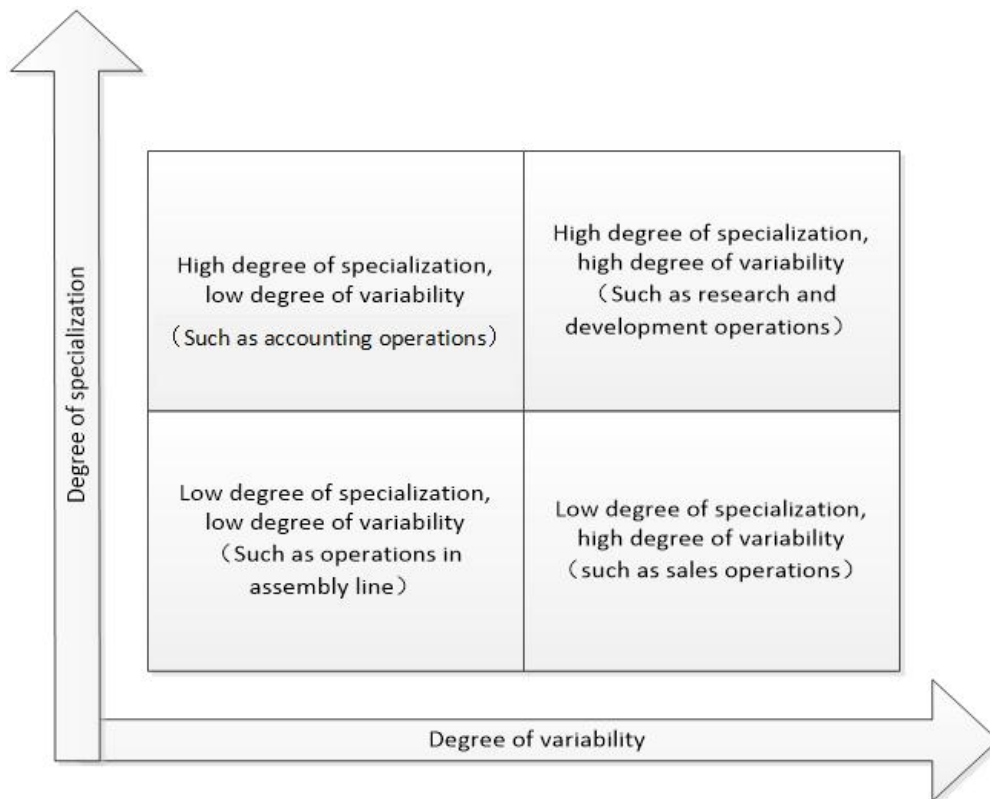 High degree of specialization,
low degree of variability
（Such as accounting operations）
High degree of specialization,
high degree of variability
（Such as research and
development operations）
Degree of specialization
Low degree of specialization,
low degree of variability
（Such as operations in
assembly line）
Low degree of specialization,
high degree of variability
（such as sales operations）
Degree of variability